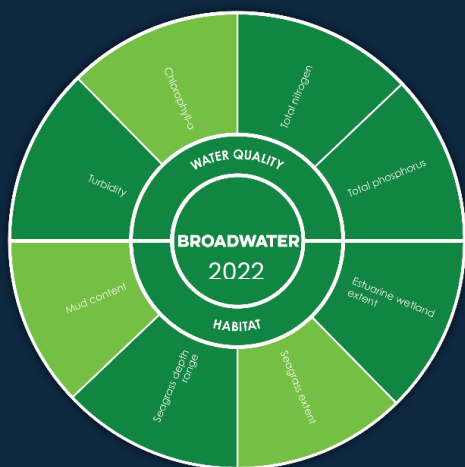 Chlorophyll-a
Total nitrogen
Turbidity
Total phosphorus
WATER QUALITY
BROADWATER
2022
HABITAT
Mud content
Estuarine wetland
extent
Seagrass depth
range
Seagrass extent